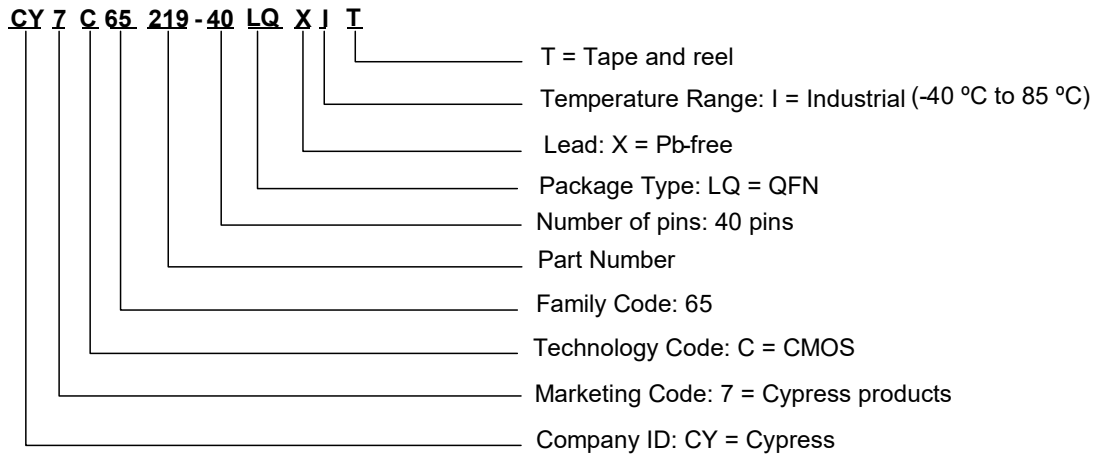 CY 7 C 65 219 - 40 LQ X I T
T = Tape and reel
Temperature Range: I = Industrial (-40 ºC to 85 ºC)
Lead: X = Pb-free
Package Type: LQ = QFN
Number of pins: 40 pins
Part Number
Family Code: 65
Technology Code: C = CMOS
Marketing Code: 7 = Cypress products
Company ID: CY = Cypress